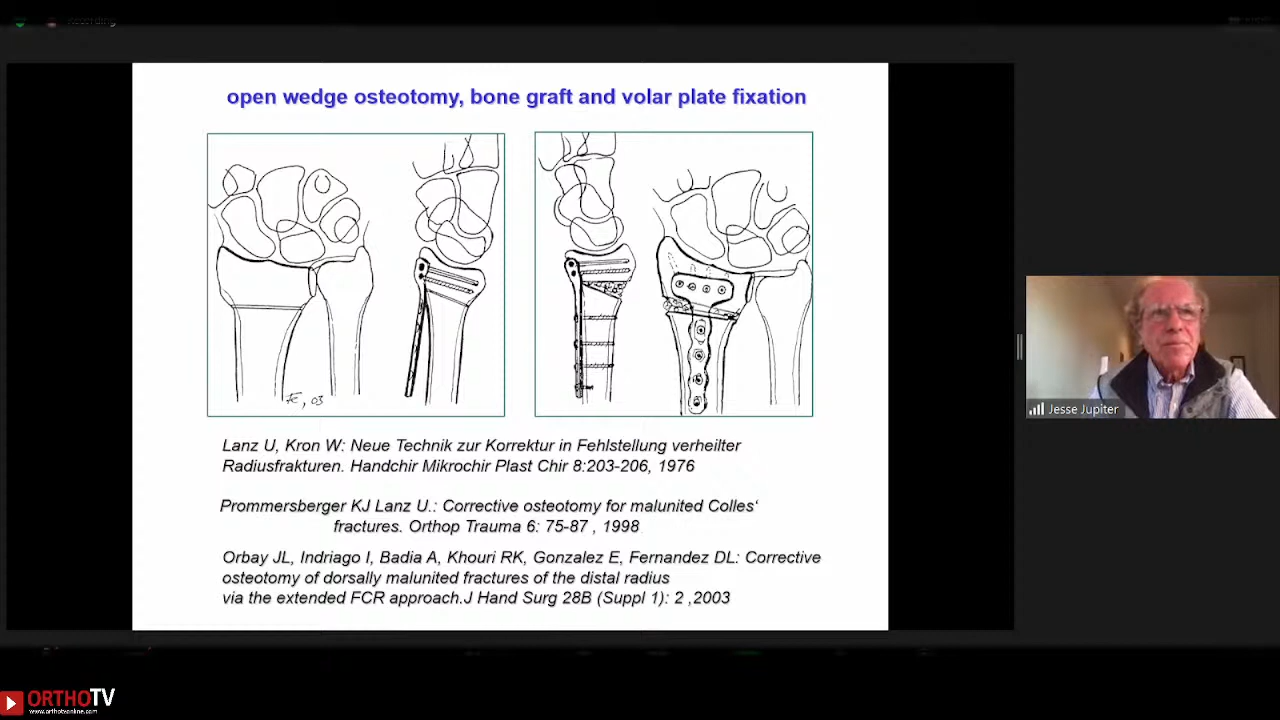 Recording
open wedge osteotomy, bone graft and volar plate fixation
Lanz U, Kron W: Neue Technik zur Korrektur in Fehlstellung verheilter
Radiusfrakturen. Handchir Mikrochir Plast Chir 8:203-206, 1976
Prommersberger KJ Lanz U.: Corrective osteotomy for malunited Colles‘
fractures. Orthop Trauma 6: 75-87 , 1998
Orbay JL, Indriago I, Badia A, Khouri RK, Gonzalez E, Fernandez DL: Corrective
osteotomy of dorsally malunited fractures of the distal radius
via the extended FCR approach.J Hand Surg 28B (Suppl 1): 2 ,2003
Jesse Jupiter
ORTHOTV
www.orthotvonline.com